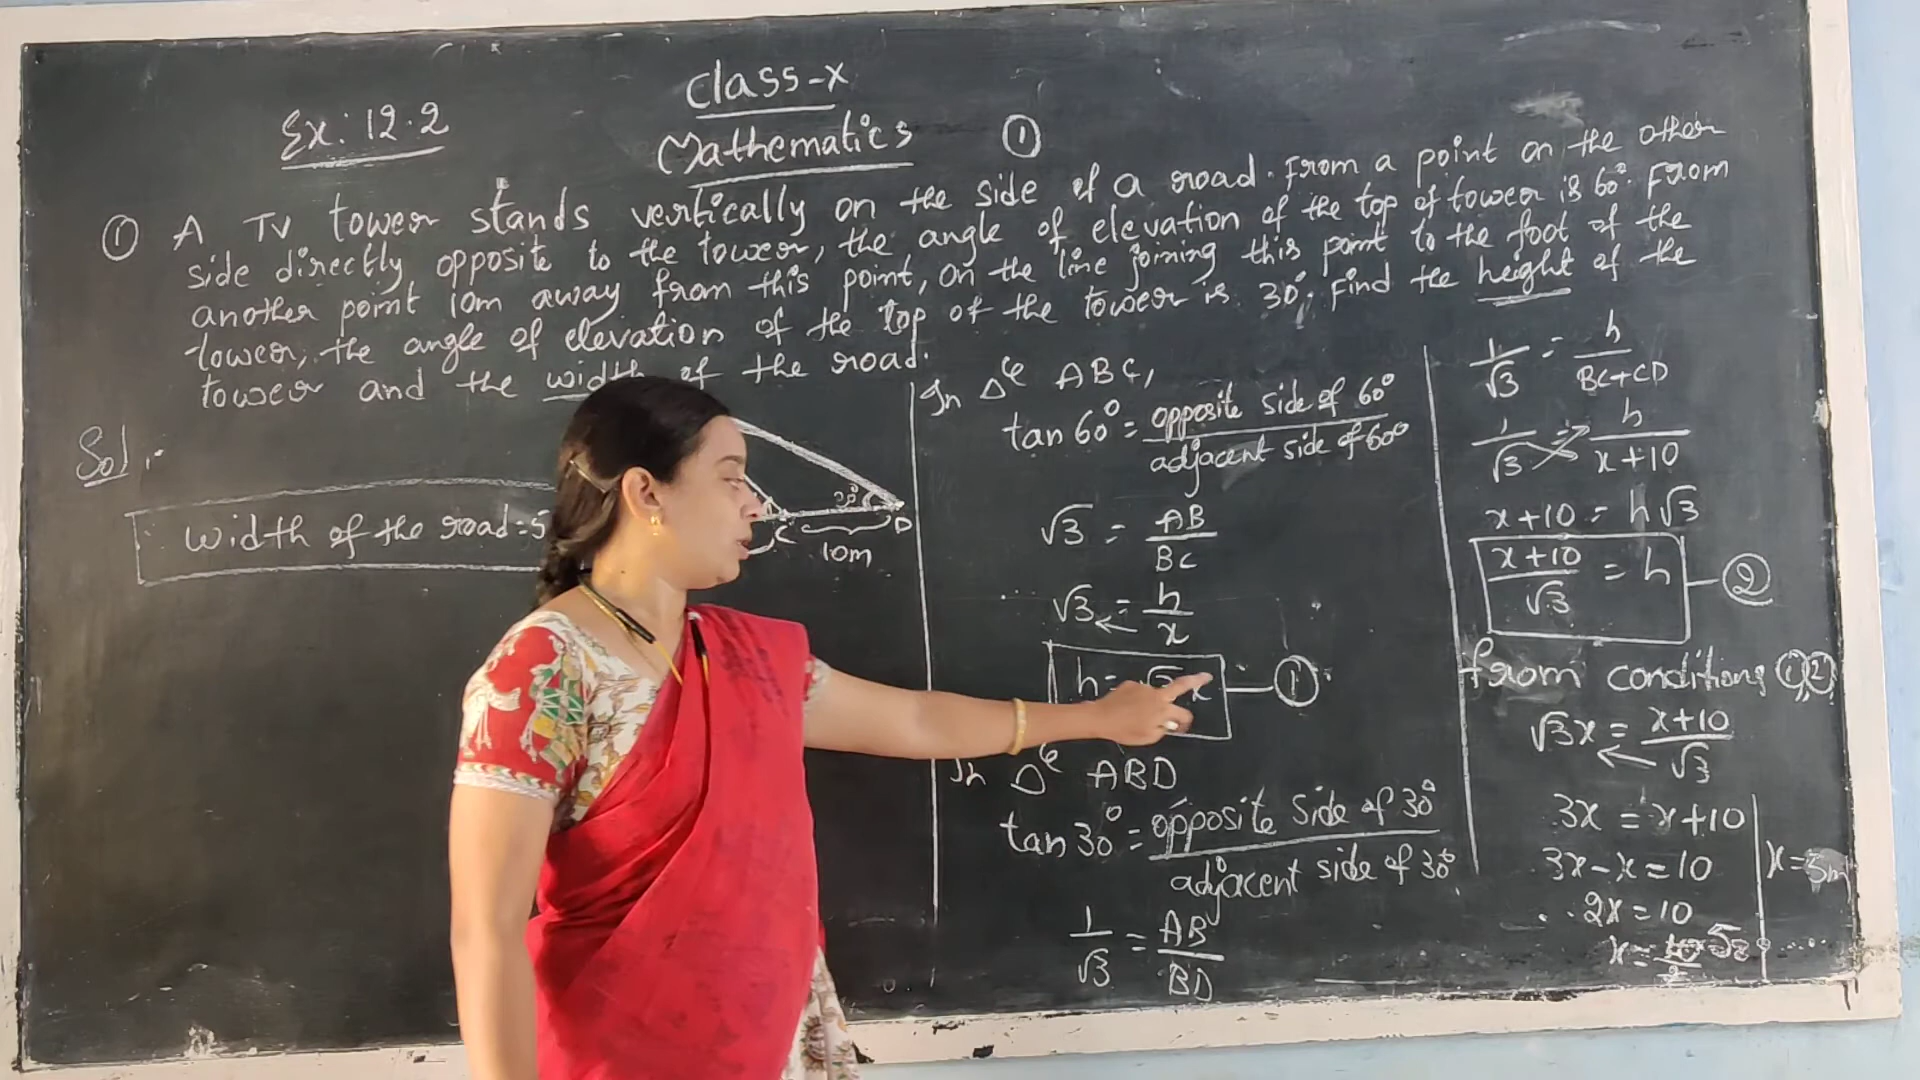 Class-X
Ex: 12.2
Mathematics ①
① A TV tower stands vertically on the side of a road. From a point on the other
side directly opposite to the tower, the angle of elevation of the top of tower is 60°. From
another point 10m away from this point, on the line joining this point to the foot of the
tower, the angle of elevation of the top of the tower is 30°. Find the height of the
tower and the width of the road.
Sol:-
Width of the road = 5
30°
C
D
10m
In Δle ABC,
tan 60° = opposite side of 60° / adjacent side of 60°
√3 = AB / BC
√3 = h / x
h = x ①
In Δle ABD
tan 30° = opposite side of 30° / adjacent side of 30°
1/√3 = AB / BD
1/√3 = h / BC+CD
1/√3 = h / x+10
x+10 = h√3
x+10 / √3 = h ②
from conditions ①,②
√3x = x+10 / √3
3x = x+10
3x-x = 10
2x = 10
x = 10/2 5
x = 5m